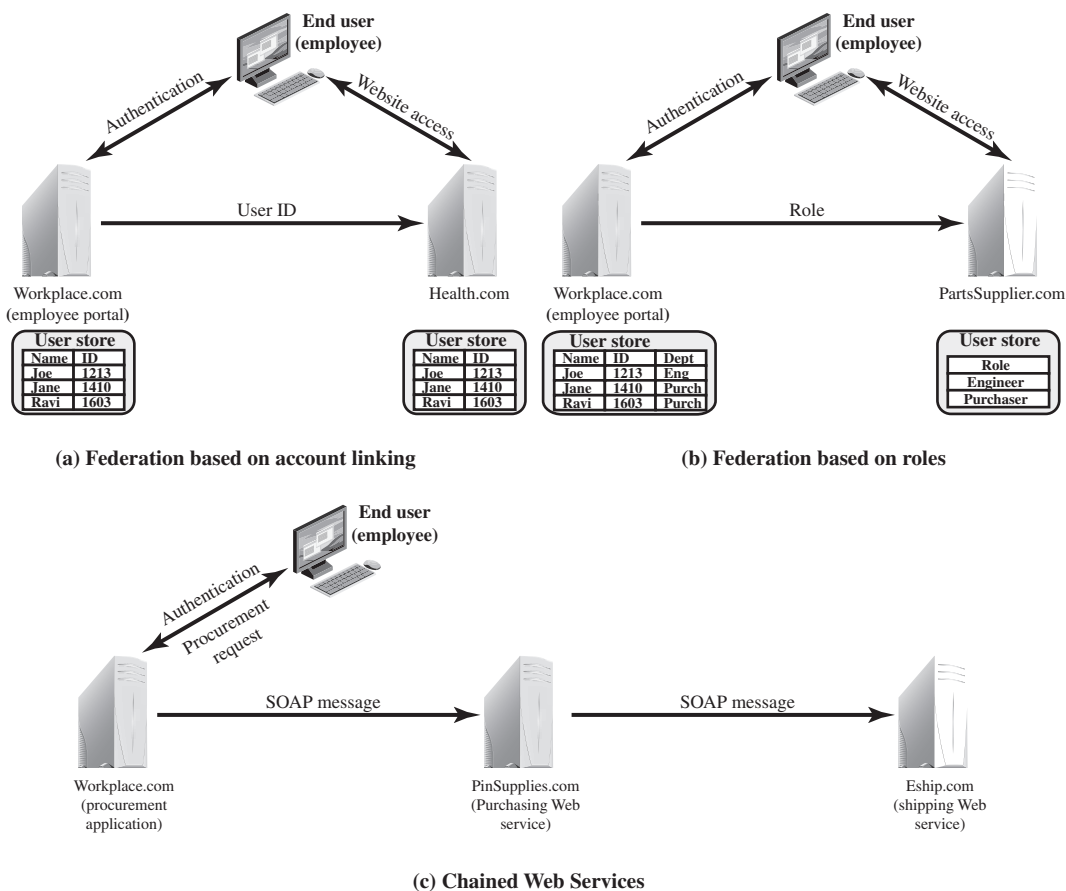 End user
(employee)
Authentication
Website access
User ID
Workplace.com
(employee portal)
Health.com
User store
Name ID
Joe 1213
Jane 1410
Ravi 1603
User store
Name ID
Joe 1213
Jane 1410
Ravi 1603
(a) Federation based on account linking
End user
(employee)
Authentication
Website access
Role
Workplace.com
(employee portal)
PartsSupplier.com
User store
Name ID Dept
Joe 1213 Eng
Jane 1410 Purch
Ravi 1603 Purch
User store
Role
Engineer
Purchaser
(b) Federation based on roles
End user
(employee)
Authentication
Procurement
request
SOAP message
SOAP message
Workplace.com
(procurement
application)
PinSupplies.com
(Purchasing Web
service)
Eship.com
(shipping Web
service)
(c) Chained Web Services